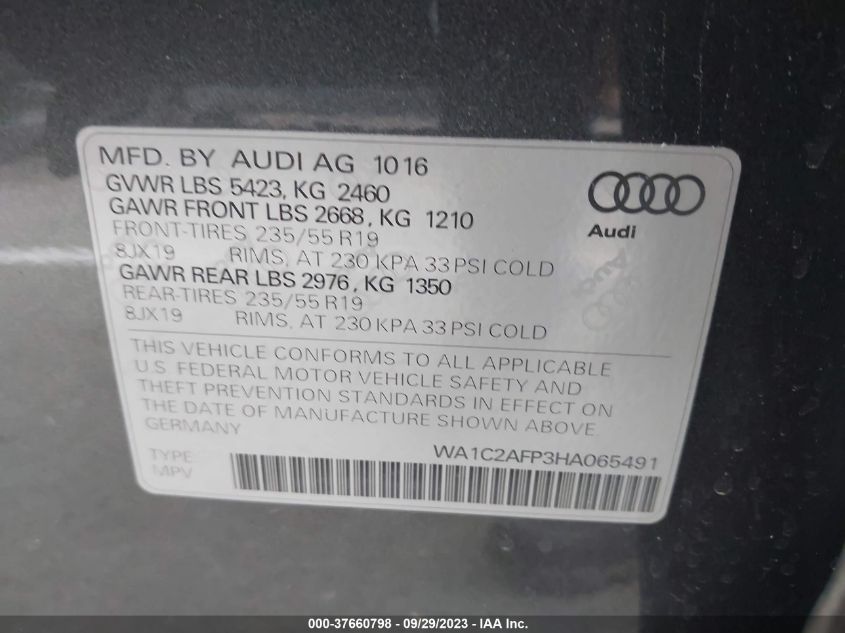 MFD. BY AUDI AG 1016
GVWR LBS 5423, KG 2460
GAWR FRONT LBS 2668, KG 1210
FRONT-TIRES 235/55 R19
8JX19 RIMS, AT 230 KPA 33 PSI COLD
GAWR REAR LBS 2976, KG 1350
REAR-TIRES 235/55 R19
8JX19 RIMS, AT 230 KPA 33 PSI COLD
Audi
THIS VEHICLE CONFORMS TO ALL APPLICABLE
U.S. FEDERAL MOTOR VEHICLE SAFETY AND
THEFT PREVENTION STANDARDS IN EFFECT ON
THE DATE OF MANUFACTURE SHOWN ABOVE
GERMANY
TYPE WA1C2AFP3HA065491
MPV
000-37660798 - 09/29/2023 - IAA Inc.